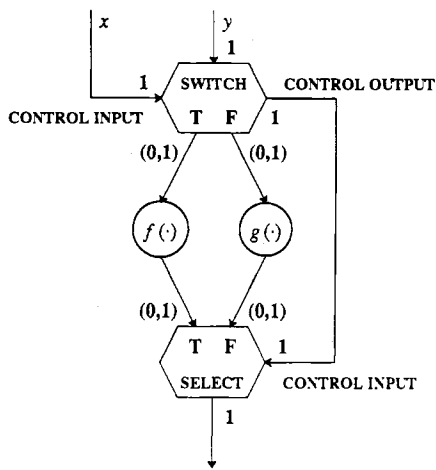 x y
1
1 SWITCH CONTROL OUTPUT
CONTROL INPUT T F 1
(0,1) (0,1)
f(·) g(·)
(0,1) (0,1)
T F 1
SELECT CONTROL INPUT
1